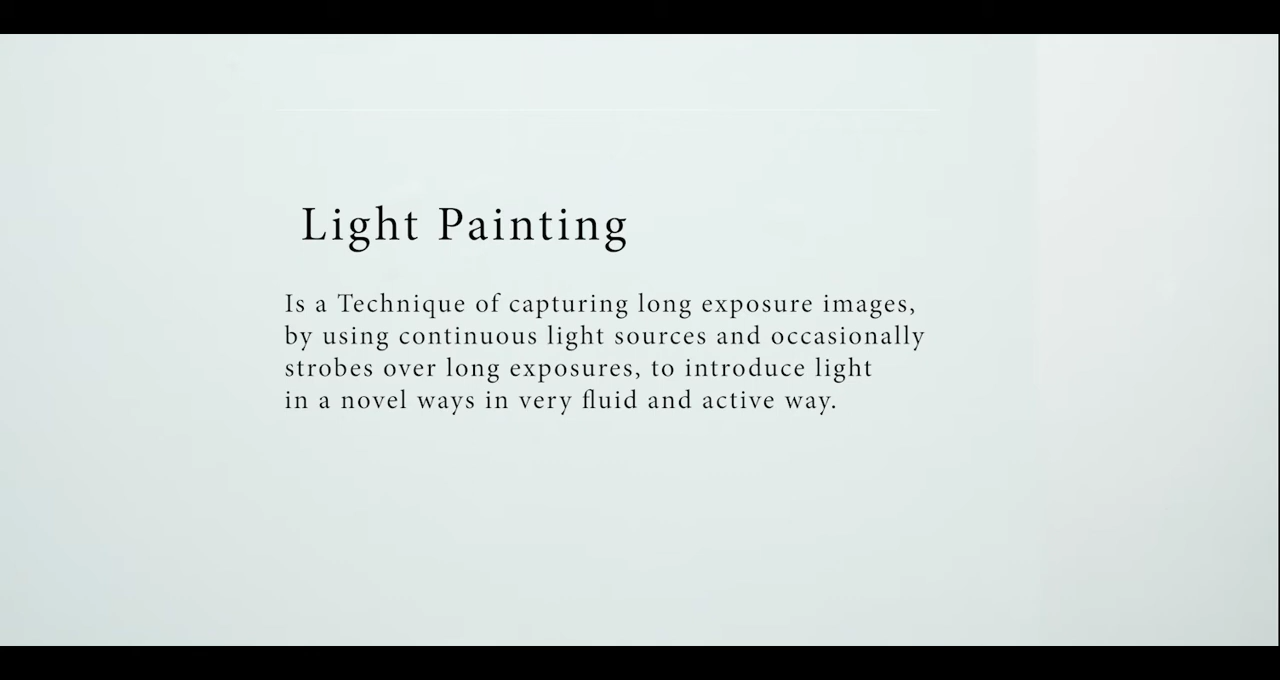 Light Painting
Is a Technique of capturing long exposure images,
by using continuous light sources and occasionally
strobes over long exposures, to introduce light
in a novel ways in very fluid and active way.